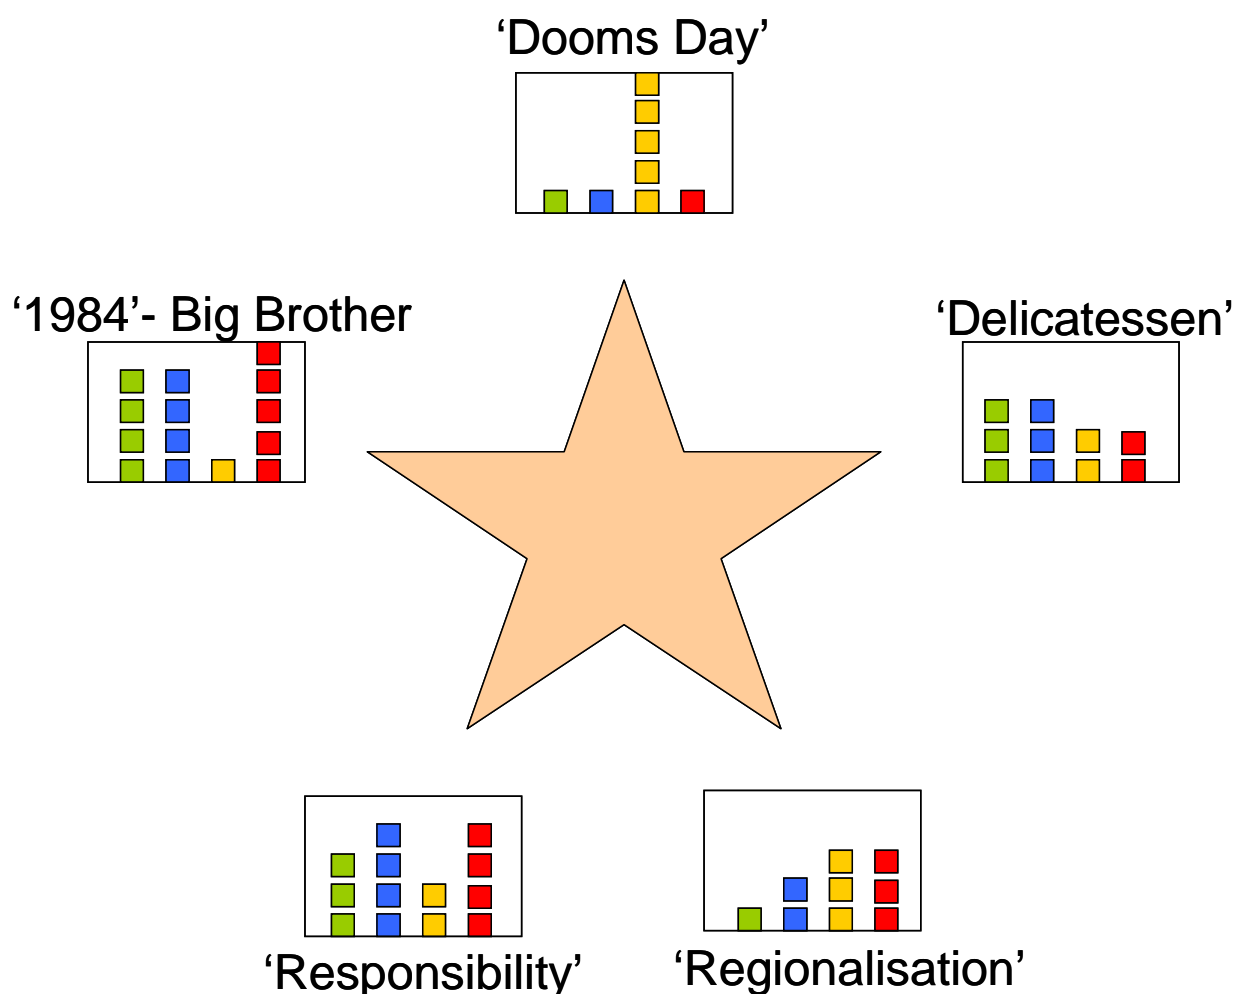 ‘Dooms Day’
‘1984’- Big Brother
‘Delicatessen’
‘Responsibility’
‘Regionalisation’